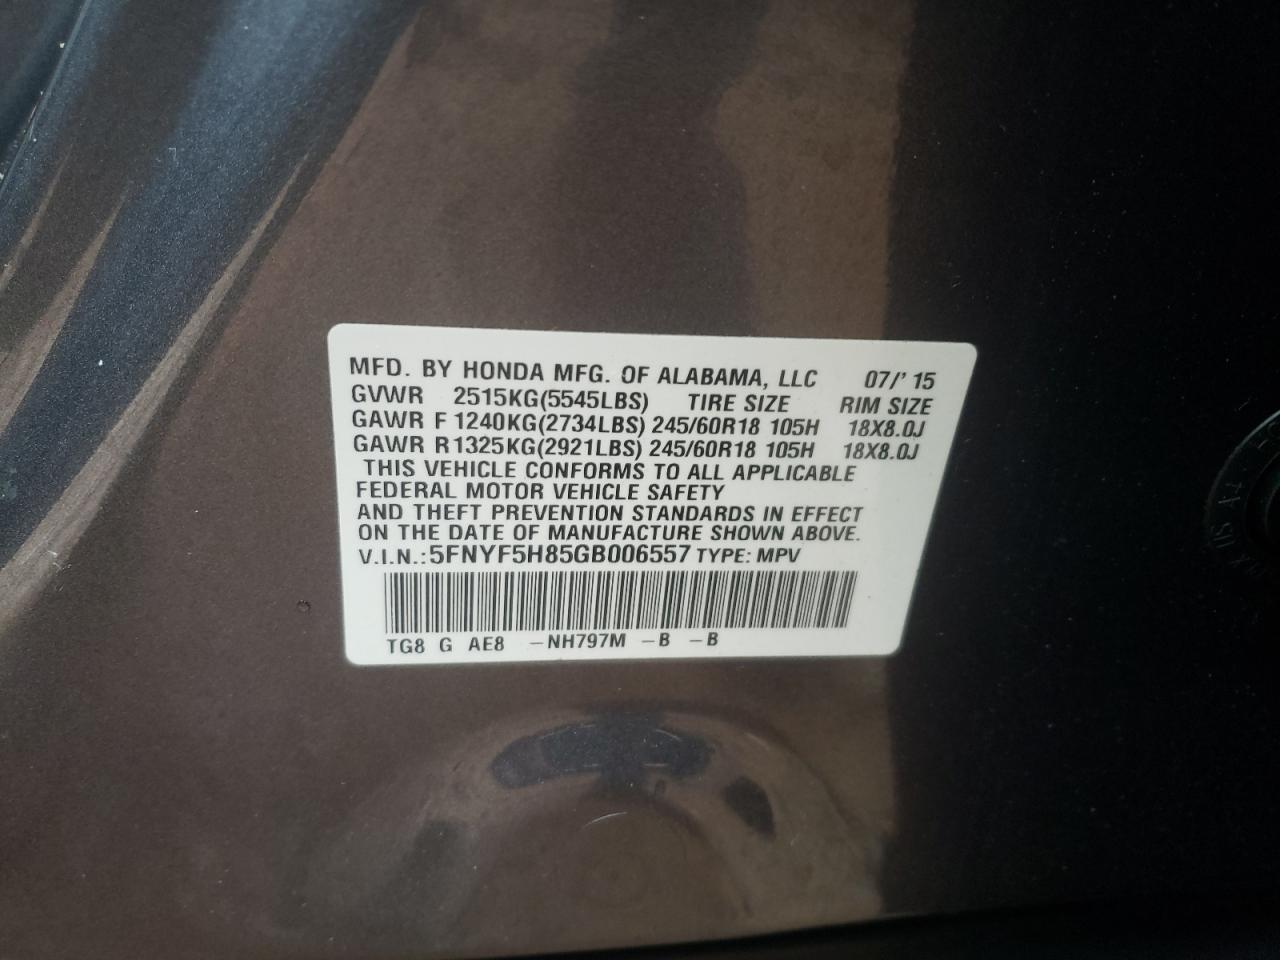 MFD. BY HONDA MFG. OF ALABAMA, LLC 07/'15
GVWR 2515KG(5545LBS) TIRE SIZE RIM SIZE
GAWR F 1240KG(2734LBS) 245/60R18 105H 18X8.0J
GAWR R 1325KG(2921LBS) 245/60R18 105H 18X8.0J
THIS VEHICLE CONFORMS TO ALL APPLICABLE
FEDERAL MOTOR VEHICLE SAFETY
AND THEFT PREVENTION STANDARDS IN EFFECT
ON THE DATE OF MANUFACTURE SHOWN ABOVE.
V.I.N.: 5FNYF5H85GB006557 TYPE: MPV
TG8 G AE8 -NH797M -B -B